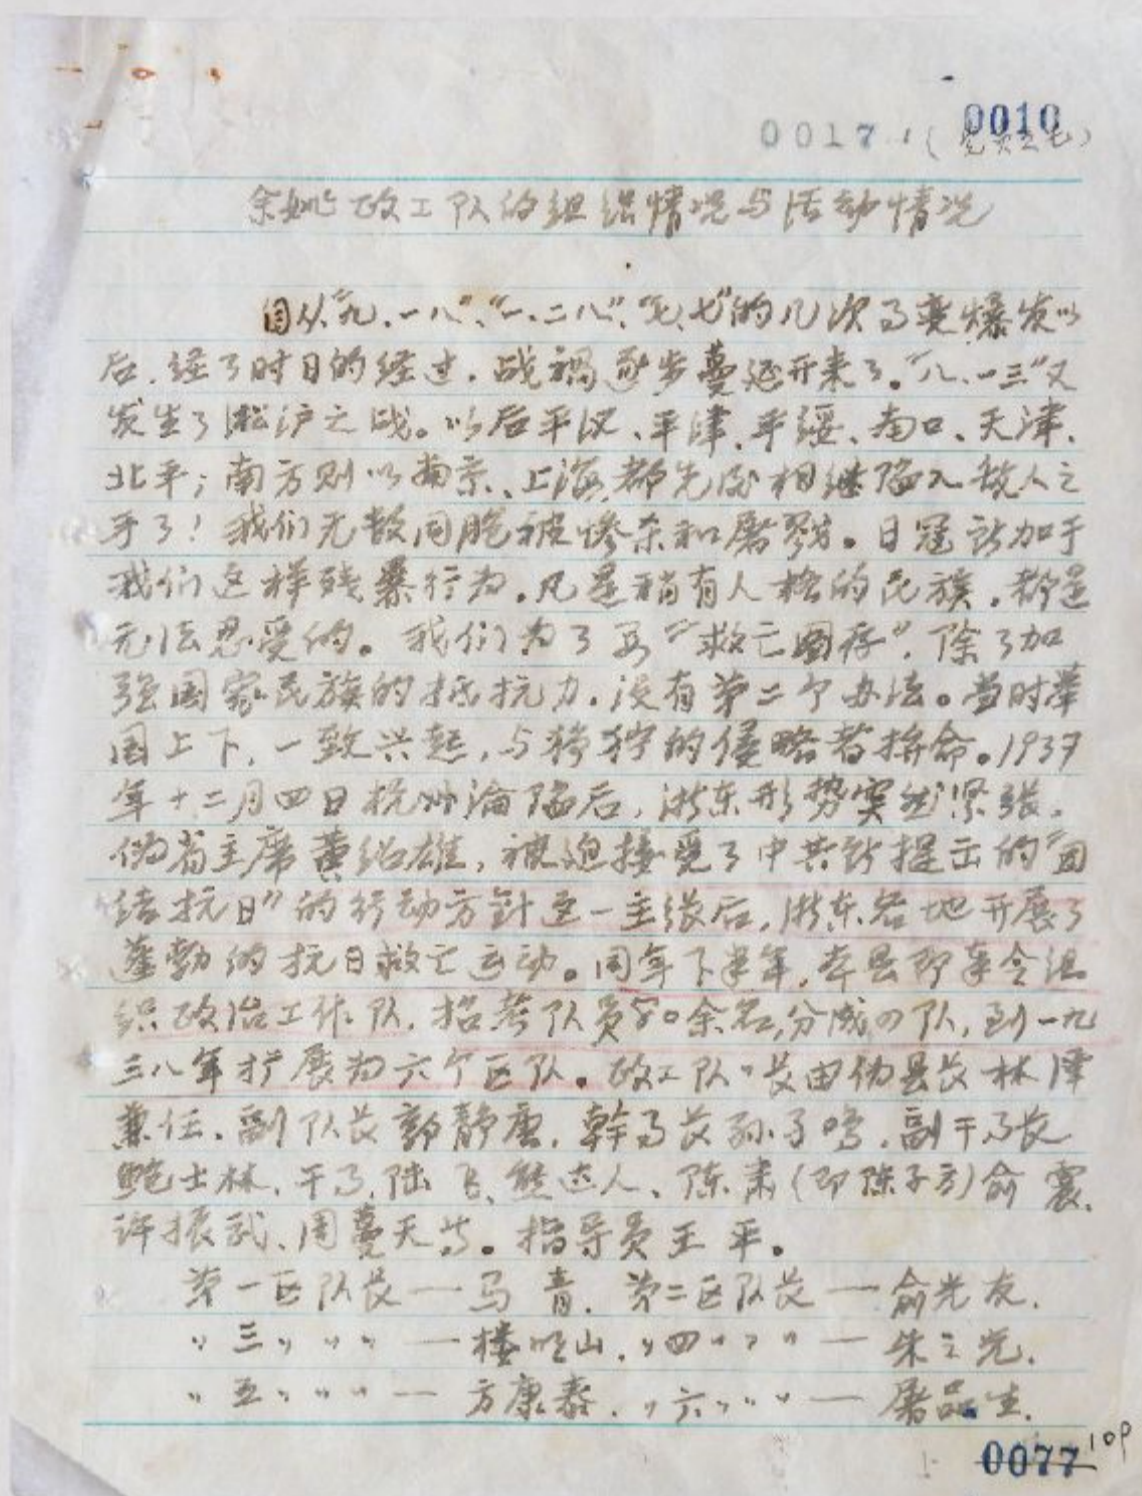 0010
0017
余姚政工队的组织情况与活动情况
自从“九、一八”、“一、二八”、“七、七”的几次事变爆发以
后，经了时日的经过，战祸逐步蔓延开来了。“八、一三”又
发生了淞沪之战。以后平汉、平津、平绥、南口、天津、
北平；南方则以南京、上海都先后相继陷入敌人之
手了！我们无数同胞被惨杀和屠戮。日寇所加于
我们这样残暴行为，凡是稍有人格的民族，都是
无法忍受的。我们为了要“救亡图存”，除了加
强国家民族的抵抗力，没有第二个办法。当时举
国上下，一致兴起，与狰狞的侵略者拚命。1937
年十二月四日杭州沦陷后，浙东形势突然紧张。
伪省主席黄绍雄，被迫接受了中共所提出的“团
结抗日”的行动方針这一主张后，浙东各地开展了
蓬勃的抗日救亡运动。同年下半年，本县即奉令组
织政治工作队，招考队员 余名，分成四队，到一九
三八年扩展为六个区队。政工队〃长由伪县长林泽
兼任，副队长郭静唐，幹事长孙子鸣，副干事长
鲍士林，干事，陆飞、熊达人、陈肃（即陈子方）俞震、
许振武、周蔓天等。指导员王平。
第一区队长一马青．第二区队长一俞光友．
〃三〃〃〃一楼明山．〃四〃〃〃一朱之光．
〃五〃〃〃一方康泰．〃六〃〃〃一屠品生．
0077 109